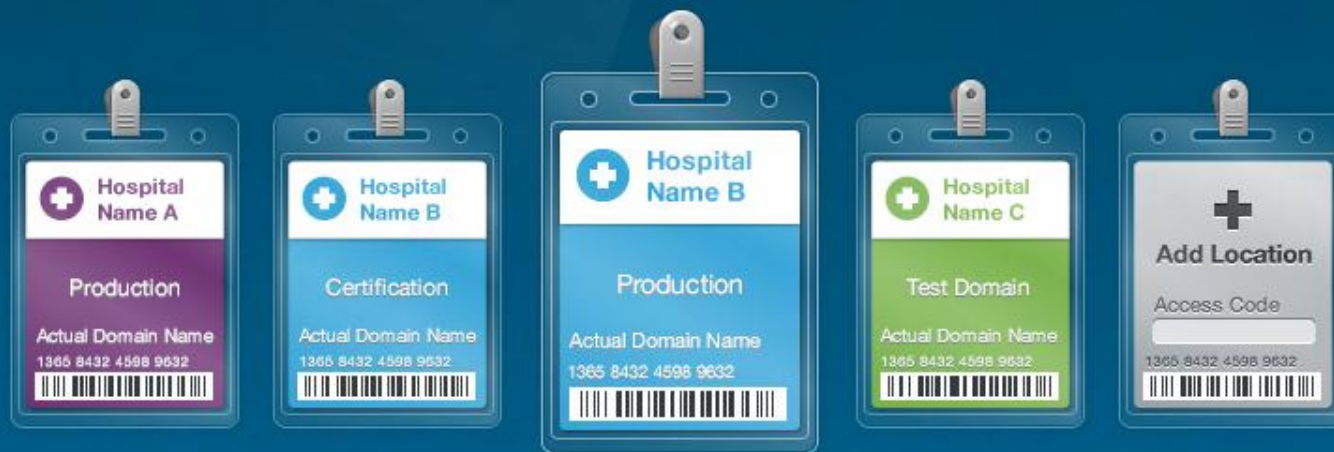 Hospital
Name A
Production
Actual Domain Name
1365 8432 4598 9632
Hospital
Name B
Certification
Actual Domain Name
1365 8432 4598 9632
Hospital
Name B
Production
Actual Domain Name
1365 8432 4598 9632
Hospital
Name C
Test Domain
Actual Domain Name
1365 8432 4598 9632
Add Location
Access Code
1365 8432 4598 9632